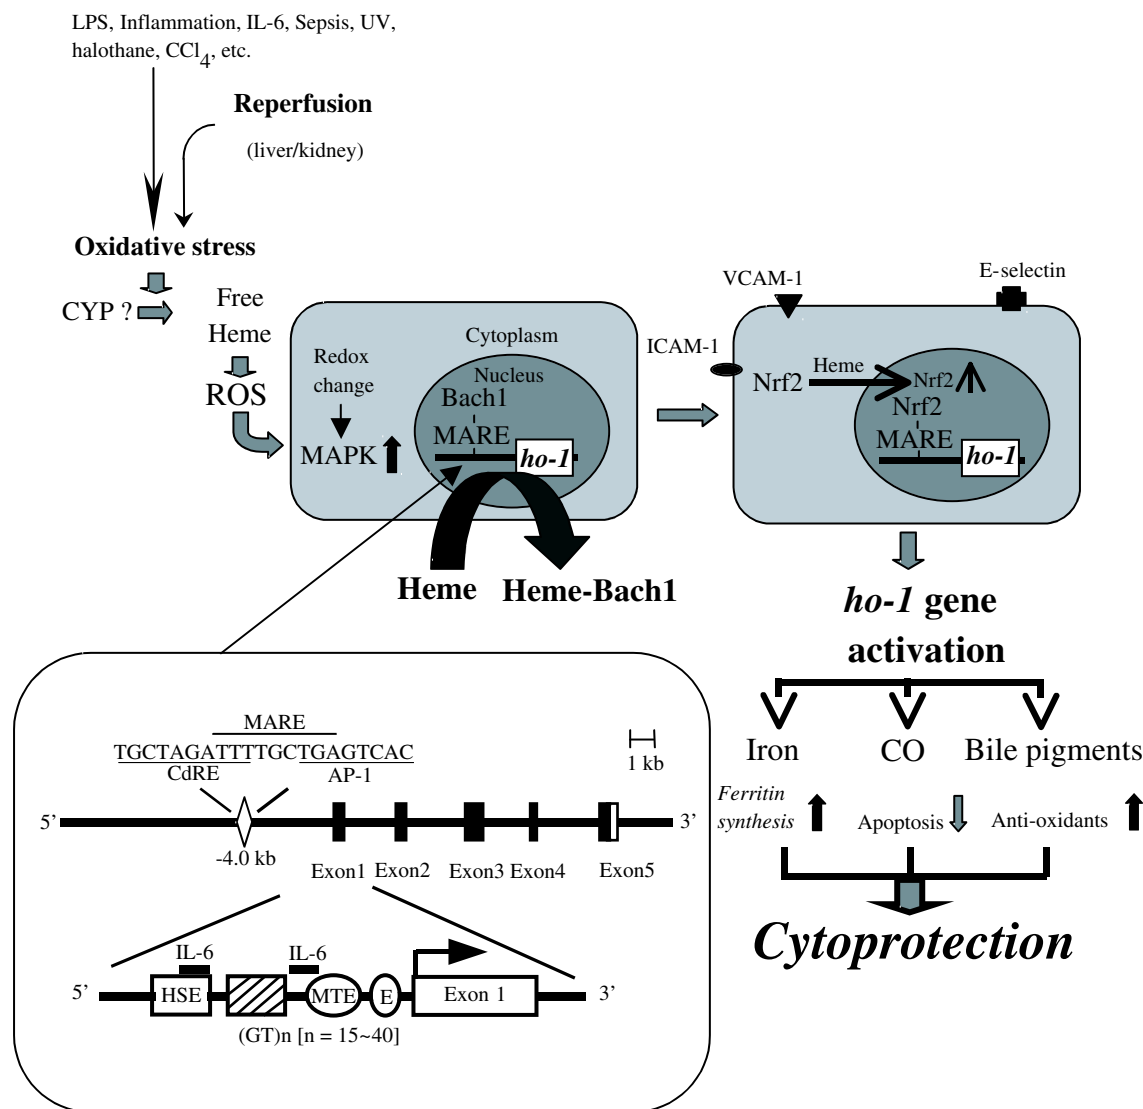 LPS, Inflammation, IL-6, Sepsis, UV,
halothane, CCl4, etc.
Reperfusion
(liver/kidney)
Oxidative stress
CYP ?
Free
Heme
ROS
Redox
change
MAPK
Cytoplasm
Nucleus
Bach1
MARE
ho-1
Heme
Heme-Bach1
VCAM-1
E-selectin
ICAM-1
Nrf2
Heme
Nrf2
Nrf2
MARE
ho-1
ho-1 gene
activation
Iron
CO
Bile pigments
Ferritin
synthesis
Apoptosis
Anti-oxidants
Cytoprotection
MARE
TGCTAGATTTTGCTGAGTCAC
CdRE
AP-1
1 kb
5’
3’
-4.0 kb
Exon1
Exon2
Exon3
Exon4
Exon5
IL-6
IL-6
5’
HSE
MTE
E
Exon 1
3’
(GT)n [n = 15~40]